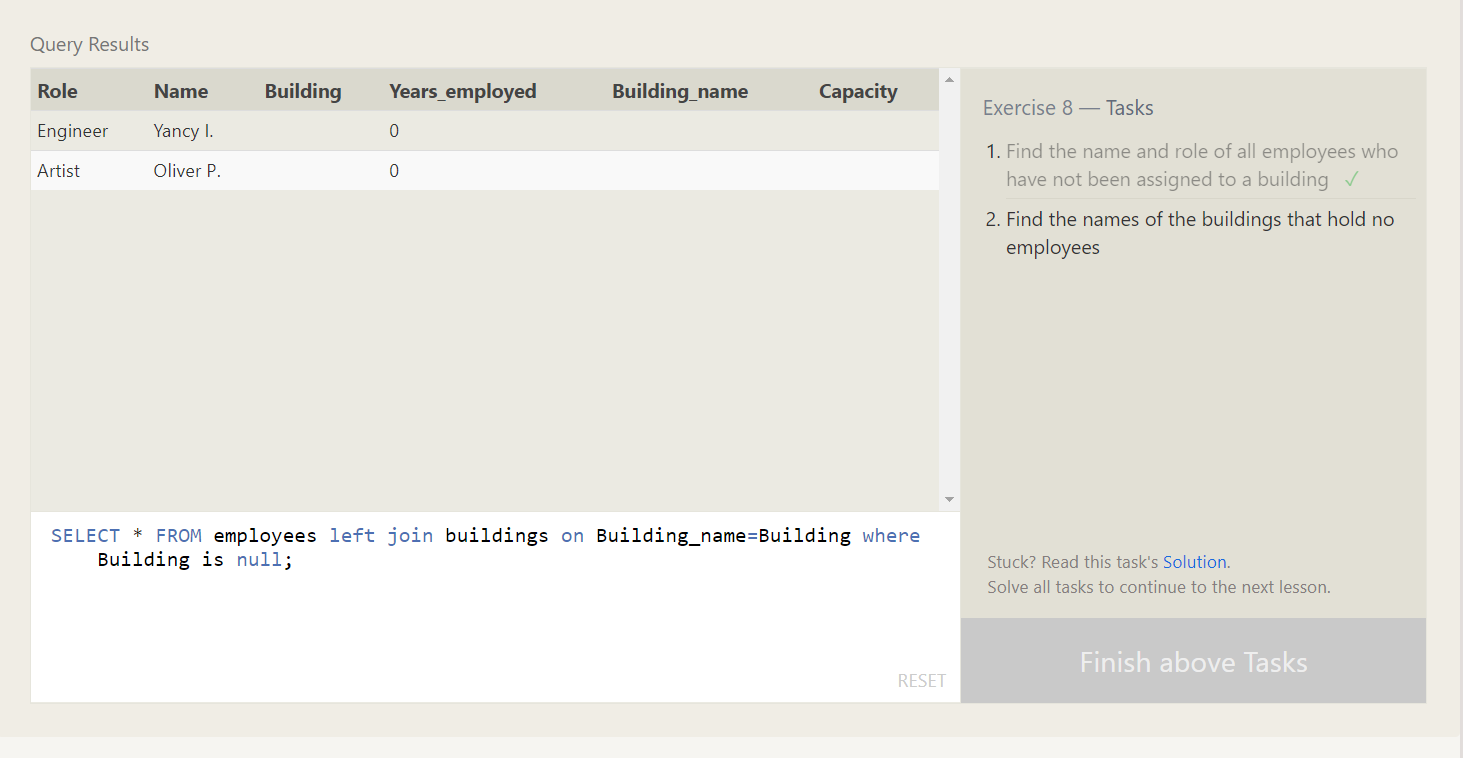 Query Results
Role Name Building Years_employed Building_name Capacity
Engineer Yancy I. 0
Artist Oliver P. 0
SELECT * FROM employees left join buildings on Building_name=Building where
Building is null;
RESET
Exercise 8 — Tasks
1. Find the name and role of all employees who
have not been assigned to a building ✓
2. Find the names of the buildings that hold no
employees
Stuck? Read this task's Solution.
Solve all tasks to continue to the next lesson.
Finish above Tasks